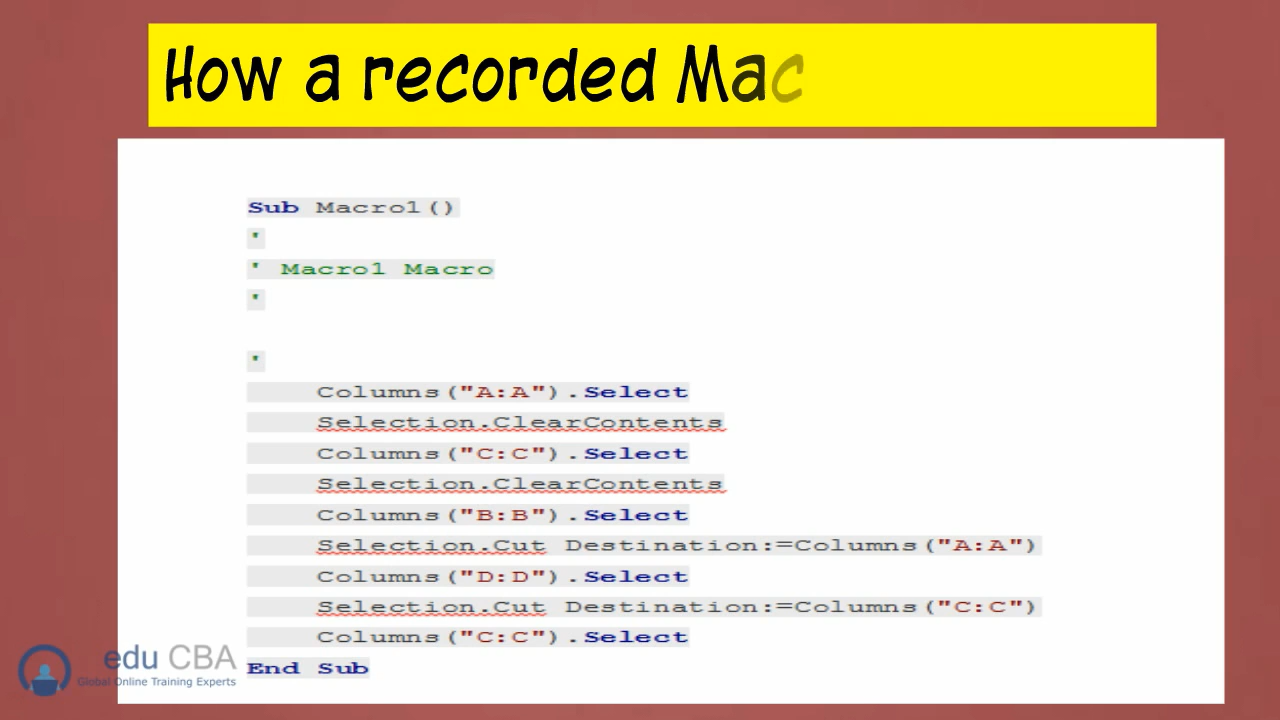 How a recorded Mac
Sub Macro1()
'
' Macro1 Macro
'
'
Columns("A:A").Select
Selection.ClearContents
Columns("C:C").Select
Selection.ClearContents
Columns("B:B").Select
Selection.Cut Destination:=Columns("A:A")
Columns("D:D").Select
Selection.Cut Destination:=Columns("C:C")
Columns("C:C").Select
End Sub
edu CBA
Global Online Training Experts